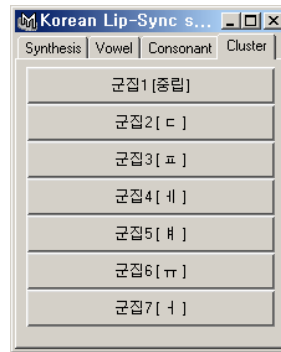 Korean Lip-Sync s...
Synthesis Vowel Consonant Cluster
군집1 [중립]
군집2[ ㄷ ]
군집3[ ㅍ ]
군집4[ ㅔ ]
군집5[ ㅒ ]
군집6[ ㅠ ]
군집7[ ㅓ ]